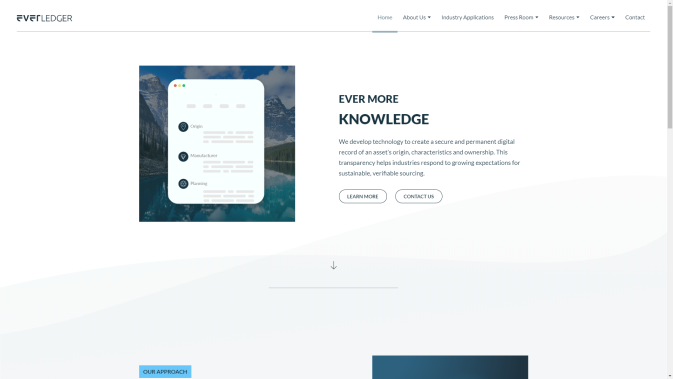 EVERLEDGER
Home About Us Industry Applications Press Room Resources Careers Contact
EVER MORE
KNOWLEDGE
We develop technology to create a secure and permanent digital
record of an asset's origin, characteristics and ownership. This
transparency helps industries respond to growing expectations for
sustainable, verifiable sourcing.
LEARN MORE CONTACT US
Origin
Manufacturer
Planning
OUR APPROACH